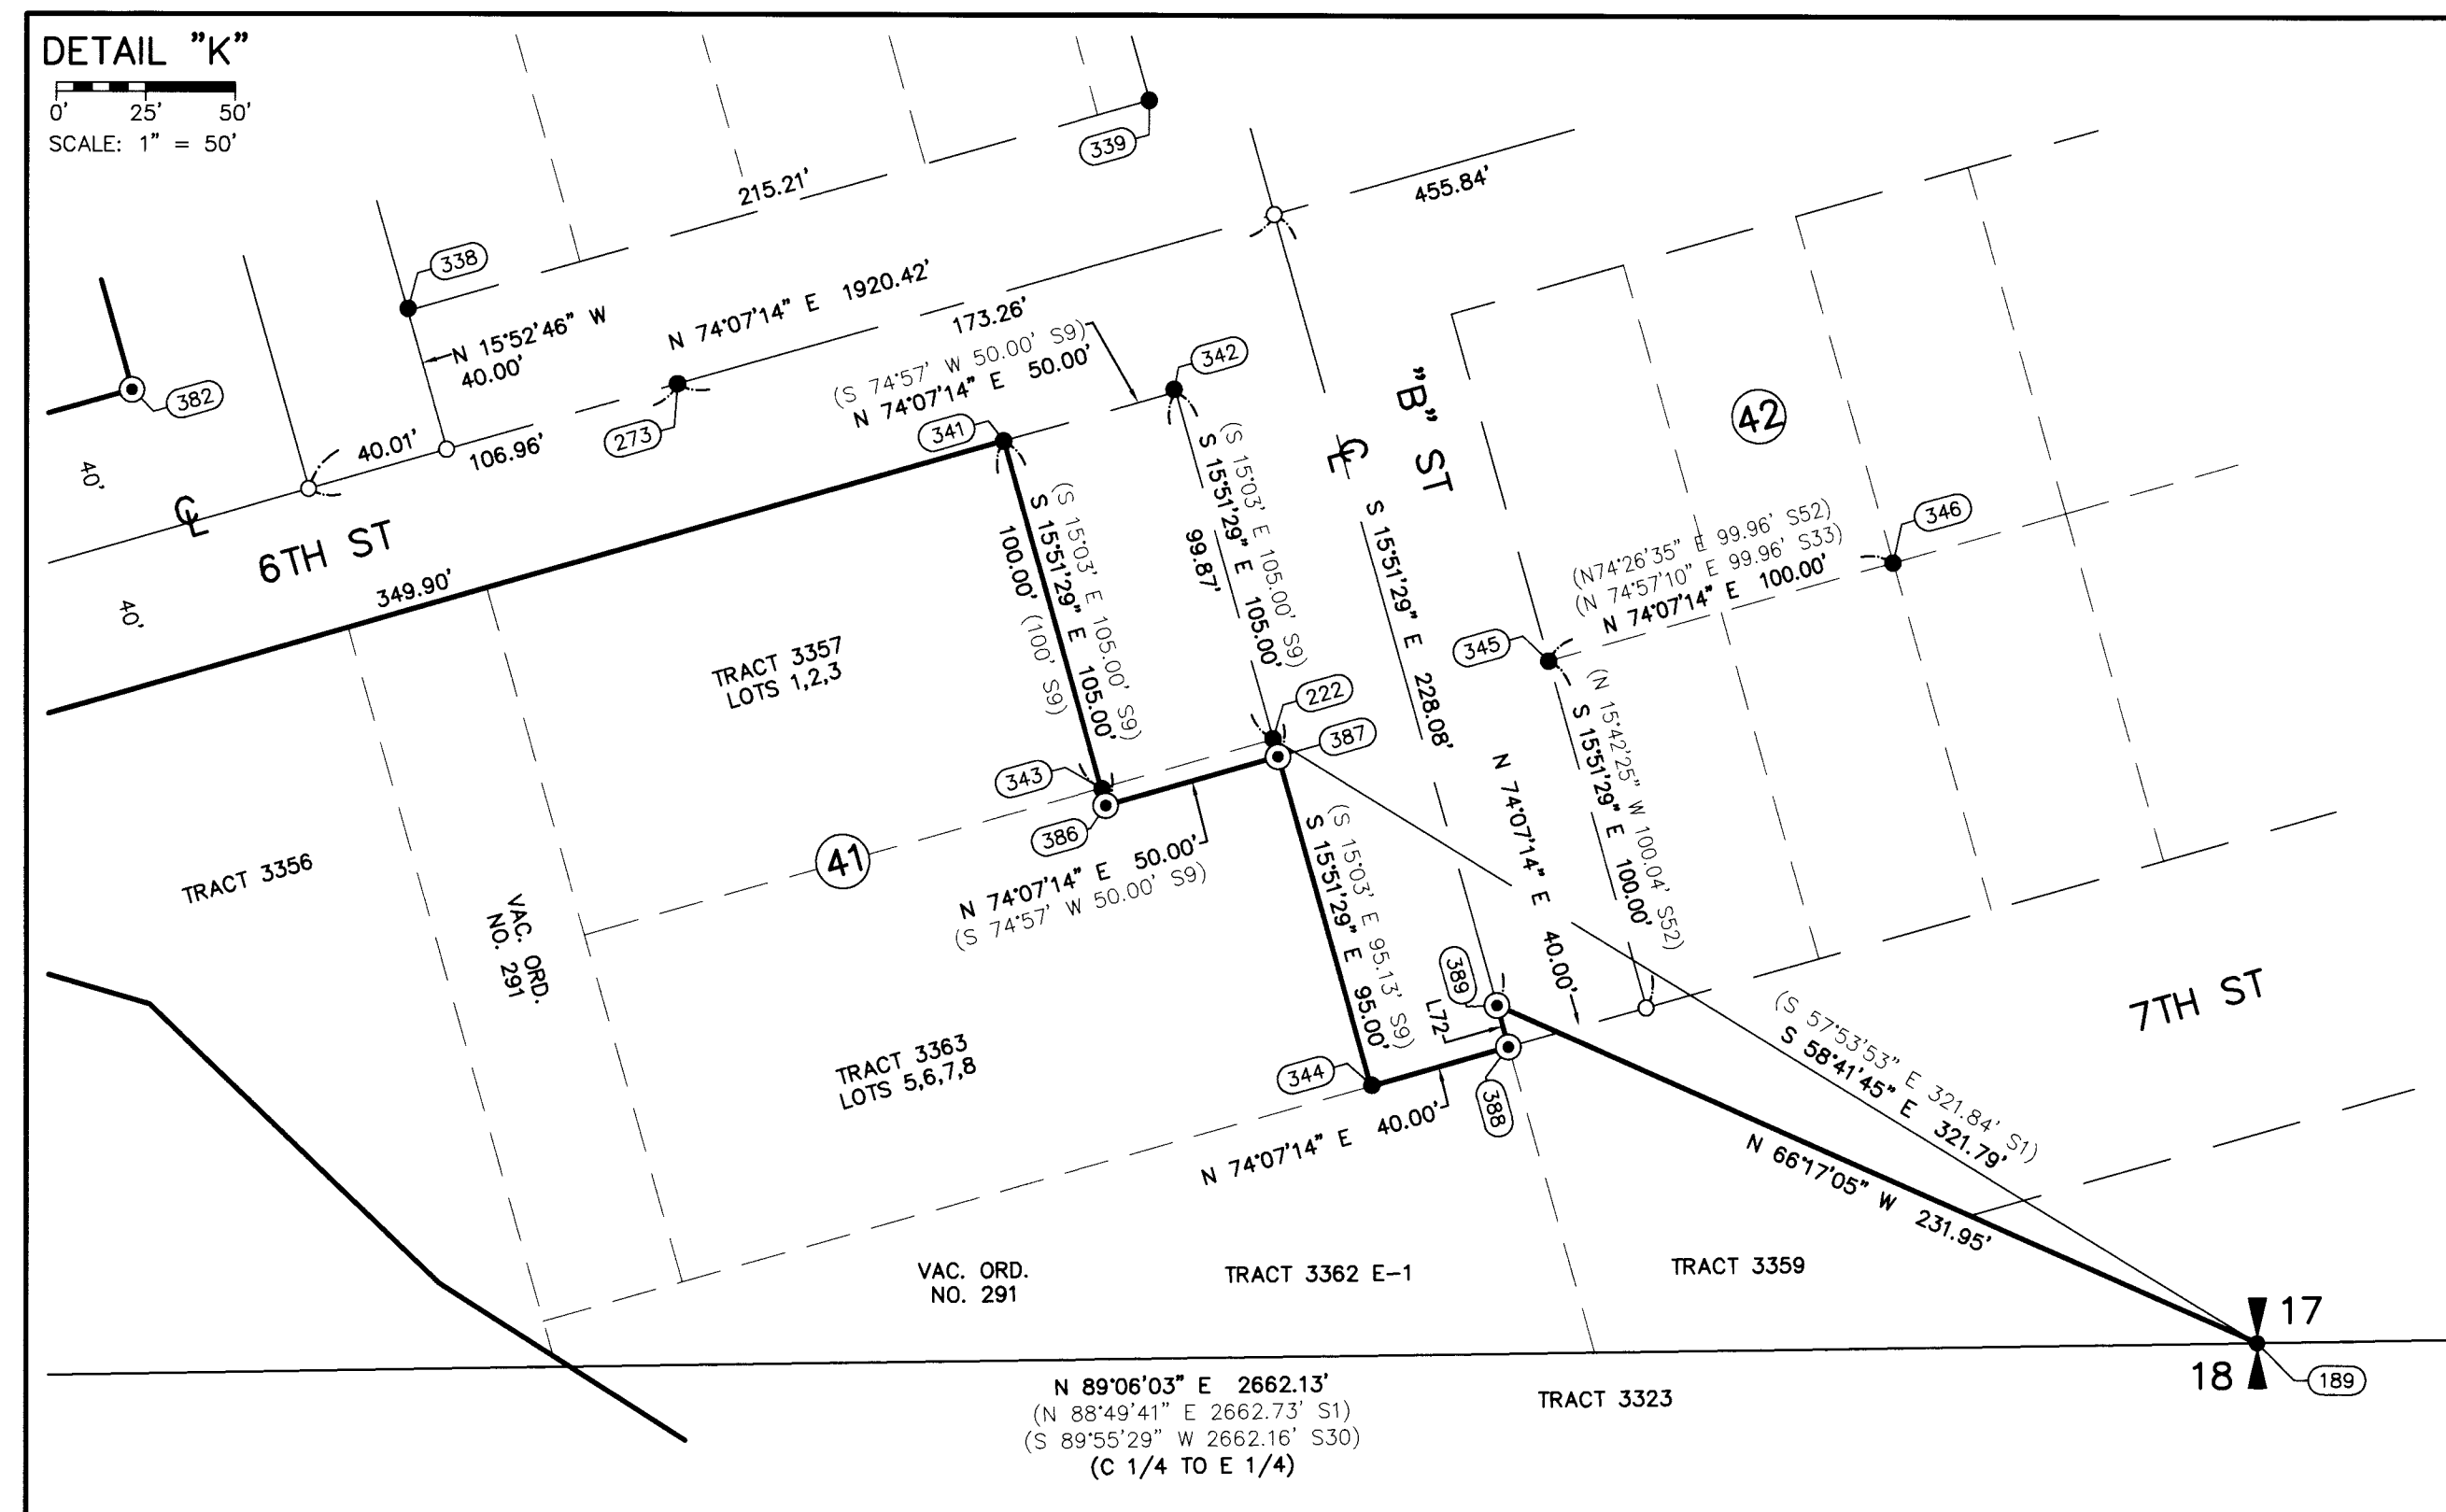 DETAIL "K"
0' 25' 50'
SCALE: 1" = 50'
339
215.21'
455.84'
338
N 15°52'46" W
40.00'
N 74°07'14" E 1920.42'
173.26'
(S 74°57' W 50.00' S9)
N 74°07'14" E 50.00'
342
382
273
341
40.01'
106.96'
40'
℄
6TH ST
40'
349.90'
"B" ST
℄
42
(S 15°03' E 105.00' S9)
S 15°51'29" E 105.00'
100.00' (100' S9)
(S 15°03' E 105.00' S9)
S 15°51'29" E 105.00'
99.87'
S 15°51'29" E 228.08'
346
(N74°26'35" E 99.96' S52)
(N 74°57'10" E 99.96' S33)
N 74°07'14" E 100.00'
345
TRACT 3357
LOTS 1,2,3
222
387
343
386
41
N 74°07'14" E 50.00'
(S 74°57' W 50.00' S9)
(N 15°42'25" W 100.04' S52)
S 15°51'29" E 100.00'
N 74°07'14" E 40.00'
(S 15°03' E 95.13' S9)
S 15°51'29" E 95.00'
TRACT 3356
VAC. ORD.
NO. 291
389
L72
7TH ST
TRACT 3363
LOTS 5,6,7,8
344
388
N 74°07'14" E 40.00'
(S 57°53'53" E 321.84' S1)
S 58°41'45" E 321.79'
N 66°17'05" W 231.95'
VAC. ORD.
NO. 291
TRACT 3362 E-1
TRACT 3359
17
18
189
N 89°06'03" E 2662.13'
(N 88°49'41" E 2662.73' S1)
(S 89°55'29" W 2662.16' S30)
(C 1/4 TO E 1/4)
TRACT 3323